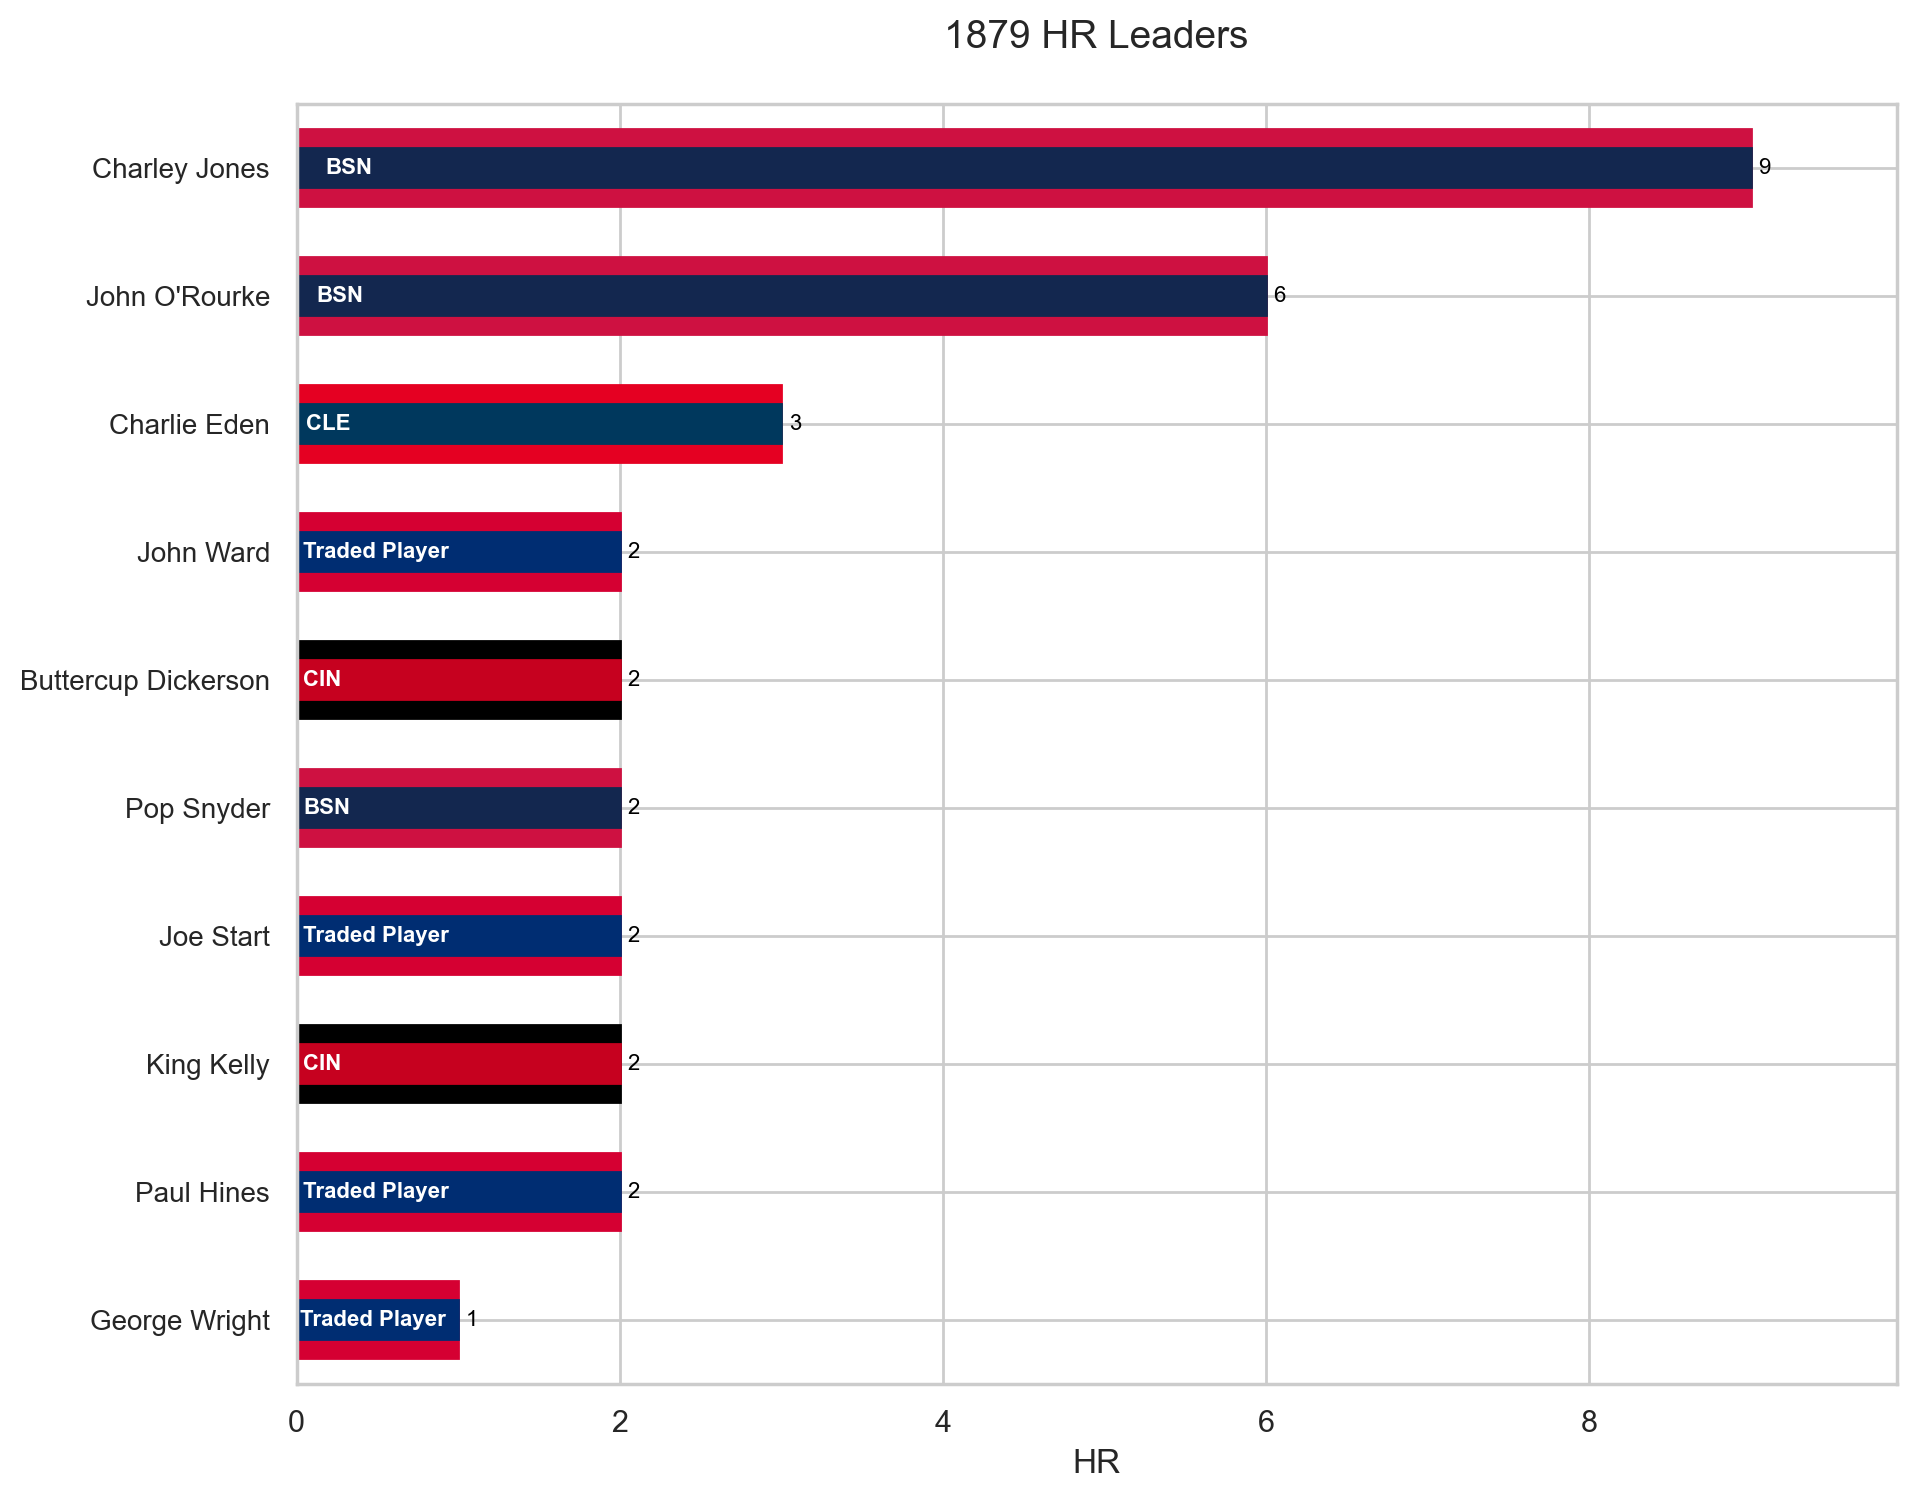 1879 HR Leaders
Charley Jones BSN 9
John O'Rourke BSN 6
Charlie Eden CLE 3
John Ward Traded Player 2
Buttercup Dickerson CIN 2
Pop Snyder BSN 2
Joe Start Traded Player 2
King Kelly CIN 2
Paul Hines Traded Player 2
George Wright Traded Player 1
0 2 4 6 8
HR